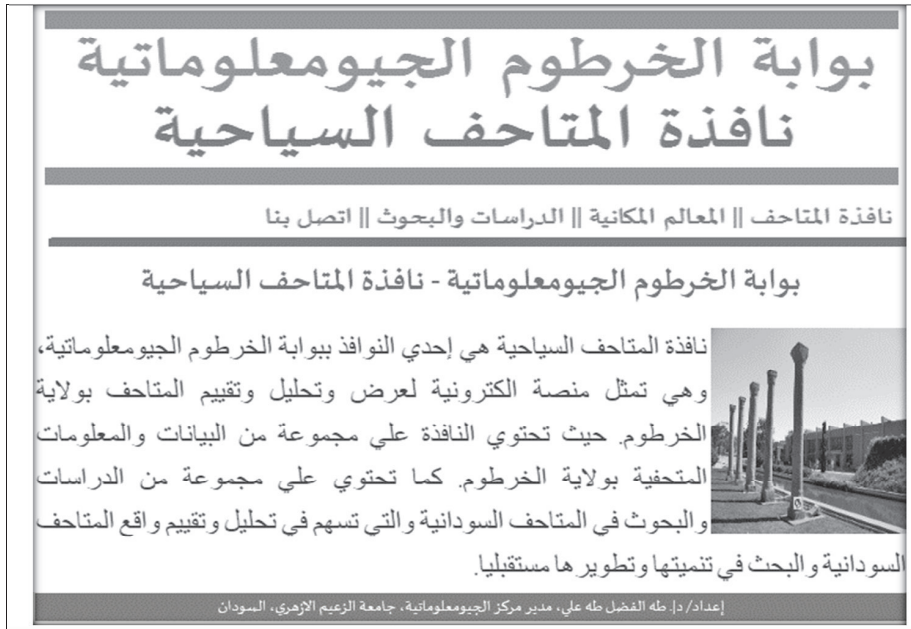 بوابة الخرطوم الجيومعلوماتية
نافذة المتاحف السياحية
نافذة المتاحف || المعالم المكانية || الدراسات والبحوث || اتصل بنا
بوابة الخرطوم الجيومعلوماتية - نافذة المتاحف السياحية
نافذة المتاحف السياحية هي إحدي النوافذ ببوابة الخرطوم الجيومعلوماتية،
وهي تمثل منصة الكترونية لعرض وتحليل وتقييم المتاحف بولاية
الخرطوم. حيث تحتوي النافذة علي مجموعة من البيانات والمعلومات
المتحفية بولاية الخرطوم. كما تحتوي علي مجموعة من الدراسات
والبحوث في المتاحف السودانية والتي تسهم في تحليل وتقييم واقع المتاحف
السودانية والبحث في تنميتها وتطويرها مستقبليا.
إعداد/ د. طه الفضل طه علي، مدير مركز الجيومعلوماتية، جامعة الزعيم الازهري، السودان